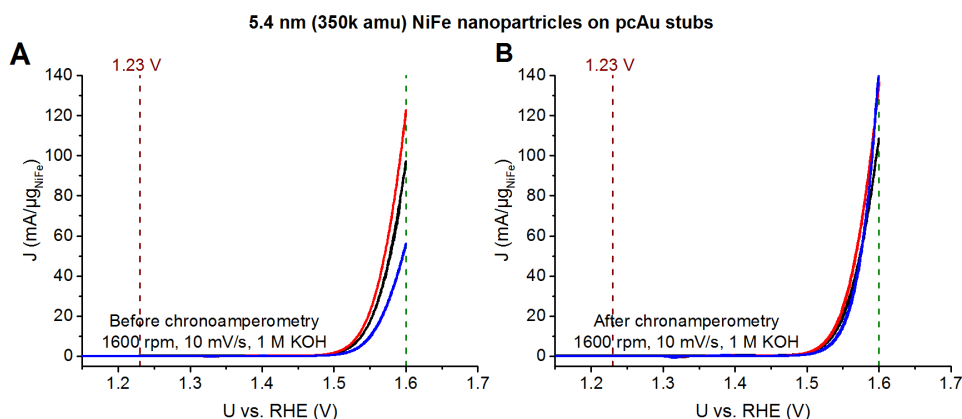 5.4 nm (350k amu) NiFe nanopartricles on pcAu stubs
A
1.23 V
140
120
100
80
60
40
20
0
J (mA/µg_NiFe)
Before chronoamperometry
1600 rpm, 10 mV/s, 1 M KOH
1.2 1.3 1.4 1.5 1.6 1.7
U vs. RHE (V)
B
1.23 V
140
120
100
80
60
40
20
0
J (mA/µg_NiFe)
After chronamperometry
1600 rpm, 10 mV/s, 1 M KOH
1.2 1.3 1.4 1.5 1.6 1.7
U vs. RHE (V)